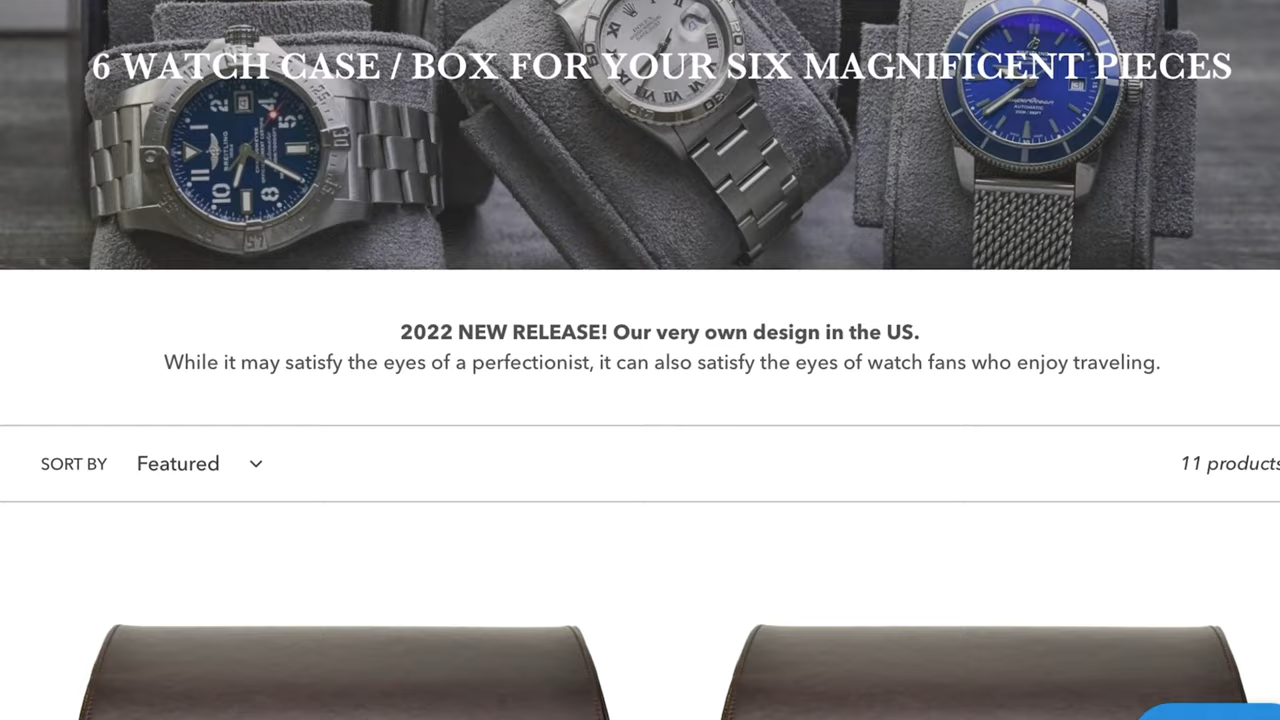 6 WATCH CASE / BOX FOR YOUR SIX MAGNIFICENT PIECES
BREITLING
AUTOMATIC
2022 NEW RELEASE! Our very own design in the US.
While it may satisfy the eyes of a perfectionist, it can also satisfy the eyes of watch fans who enjoy traveling.
SORT BY Featured
11 products